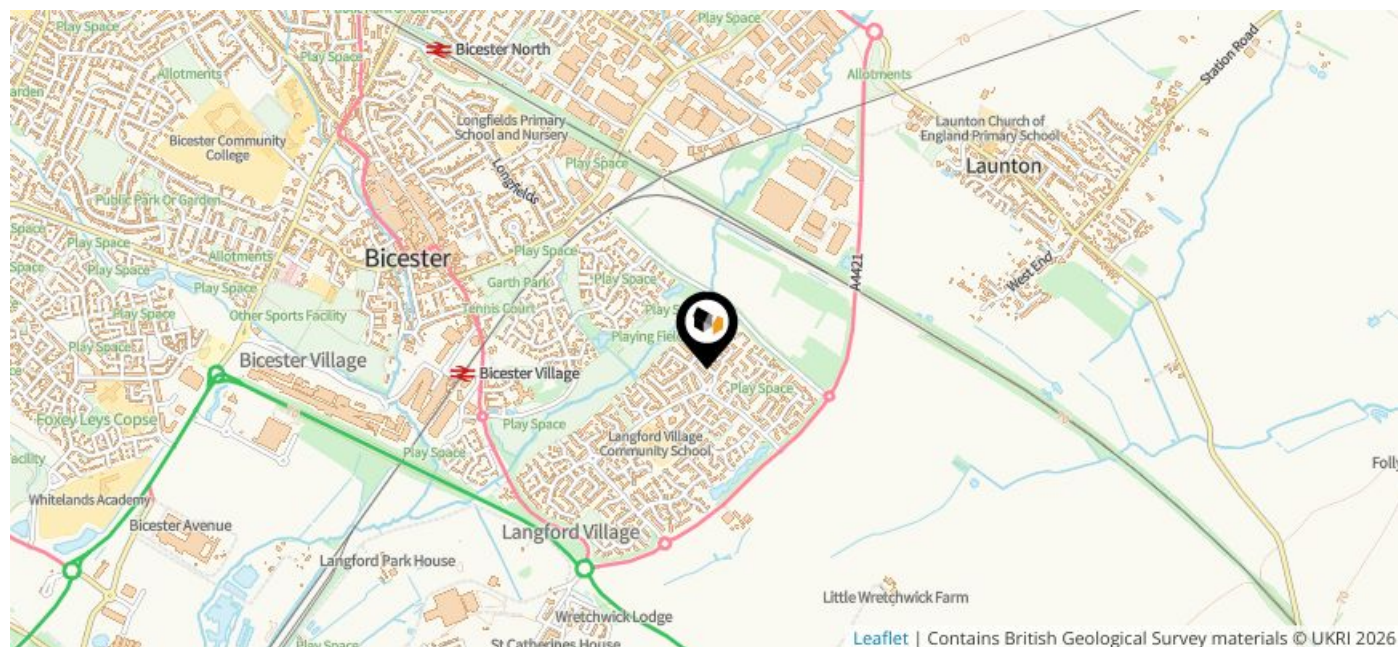 Play Space
Play Space
Bicester North
70
Allotments
Allotments
Station Road
Play Space
Longfields Primary
School and Nursery
Launton Church of
England Primary School
Bicester Community
College
Play Space
Launton
Longfields
Public Park Or Garden
Play Space
Allotments
Play Space
Bicester
Play Space
West End
Play Space
Garth Park
A4421
Other Sports Facility
Tennis Court
Play Space
Playing Field
Bicester Village
Bicester Village
Play Space
Play Space
Foxey Leys Copse
Play Space
Langford Village
Community School
Play Space
Whitelands Academy
Bicester Avenue
Langford Village
Langford Park House
Little Wretchwick Farm
Wretchwick Lodge
St Catherines House
Play Space
70
Leaflet | Contains British Geological Survey materials © UKRI 2026